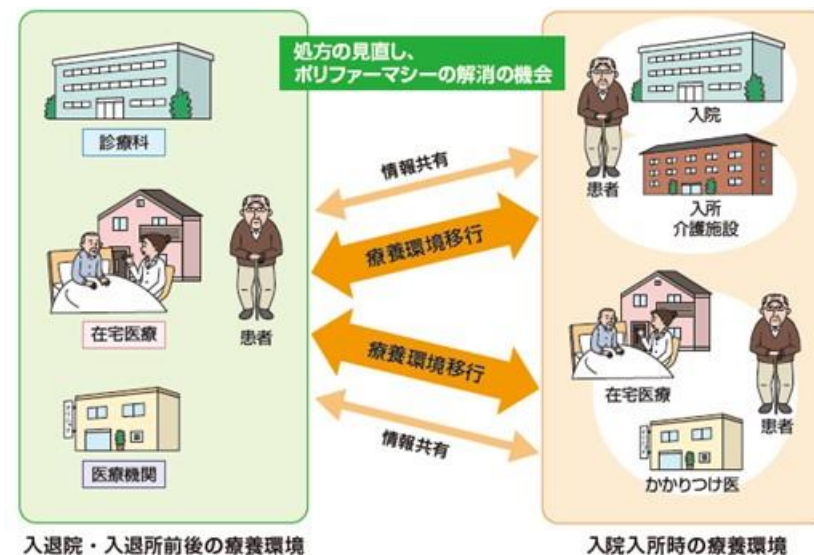 処方の見直し、
ポリファーマシーの解消の機会
診療科
在宅医療
患者
医療機関
入退院・入退所前後の療養環境
情報共有
療養環境移行
療養環境移行
情報共有
入院
患者
入所
介護施設
在宅医療
患者
かかりつけ医
入院入所時の療養環境